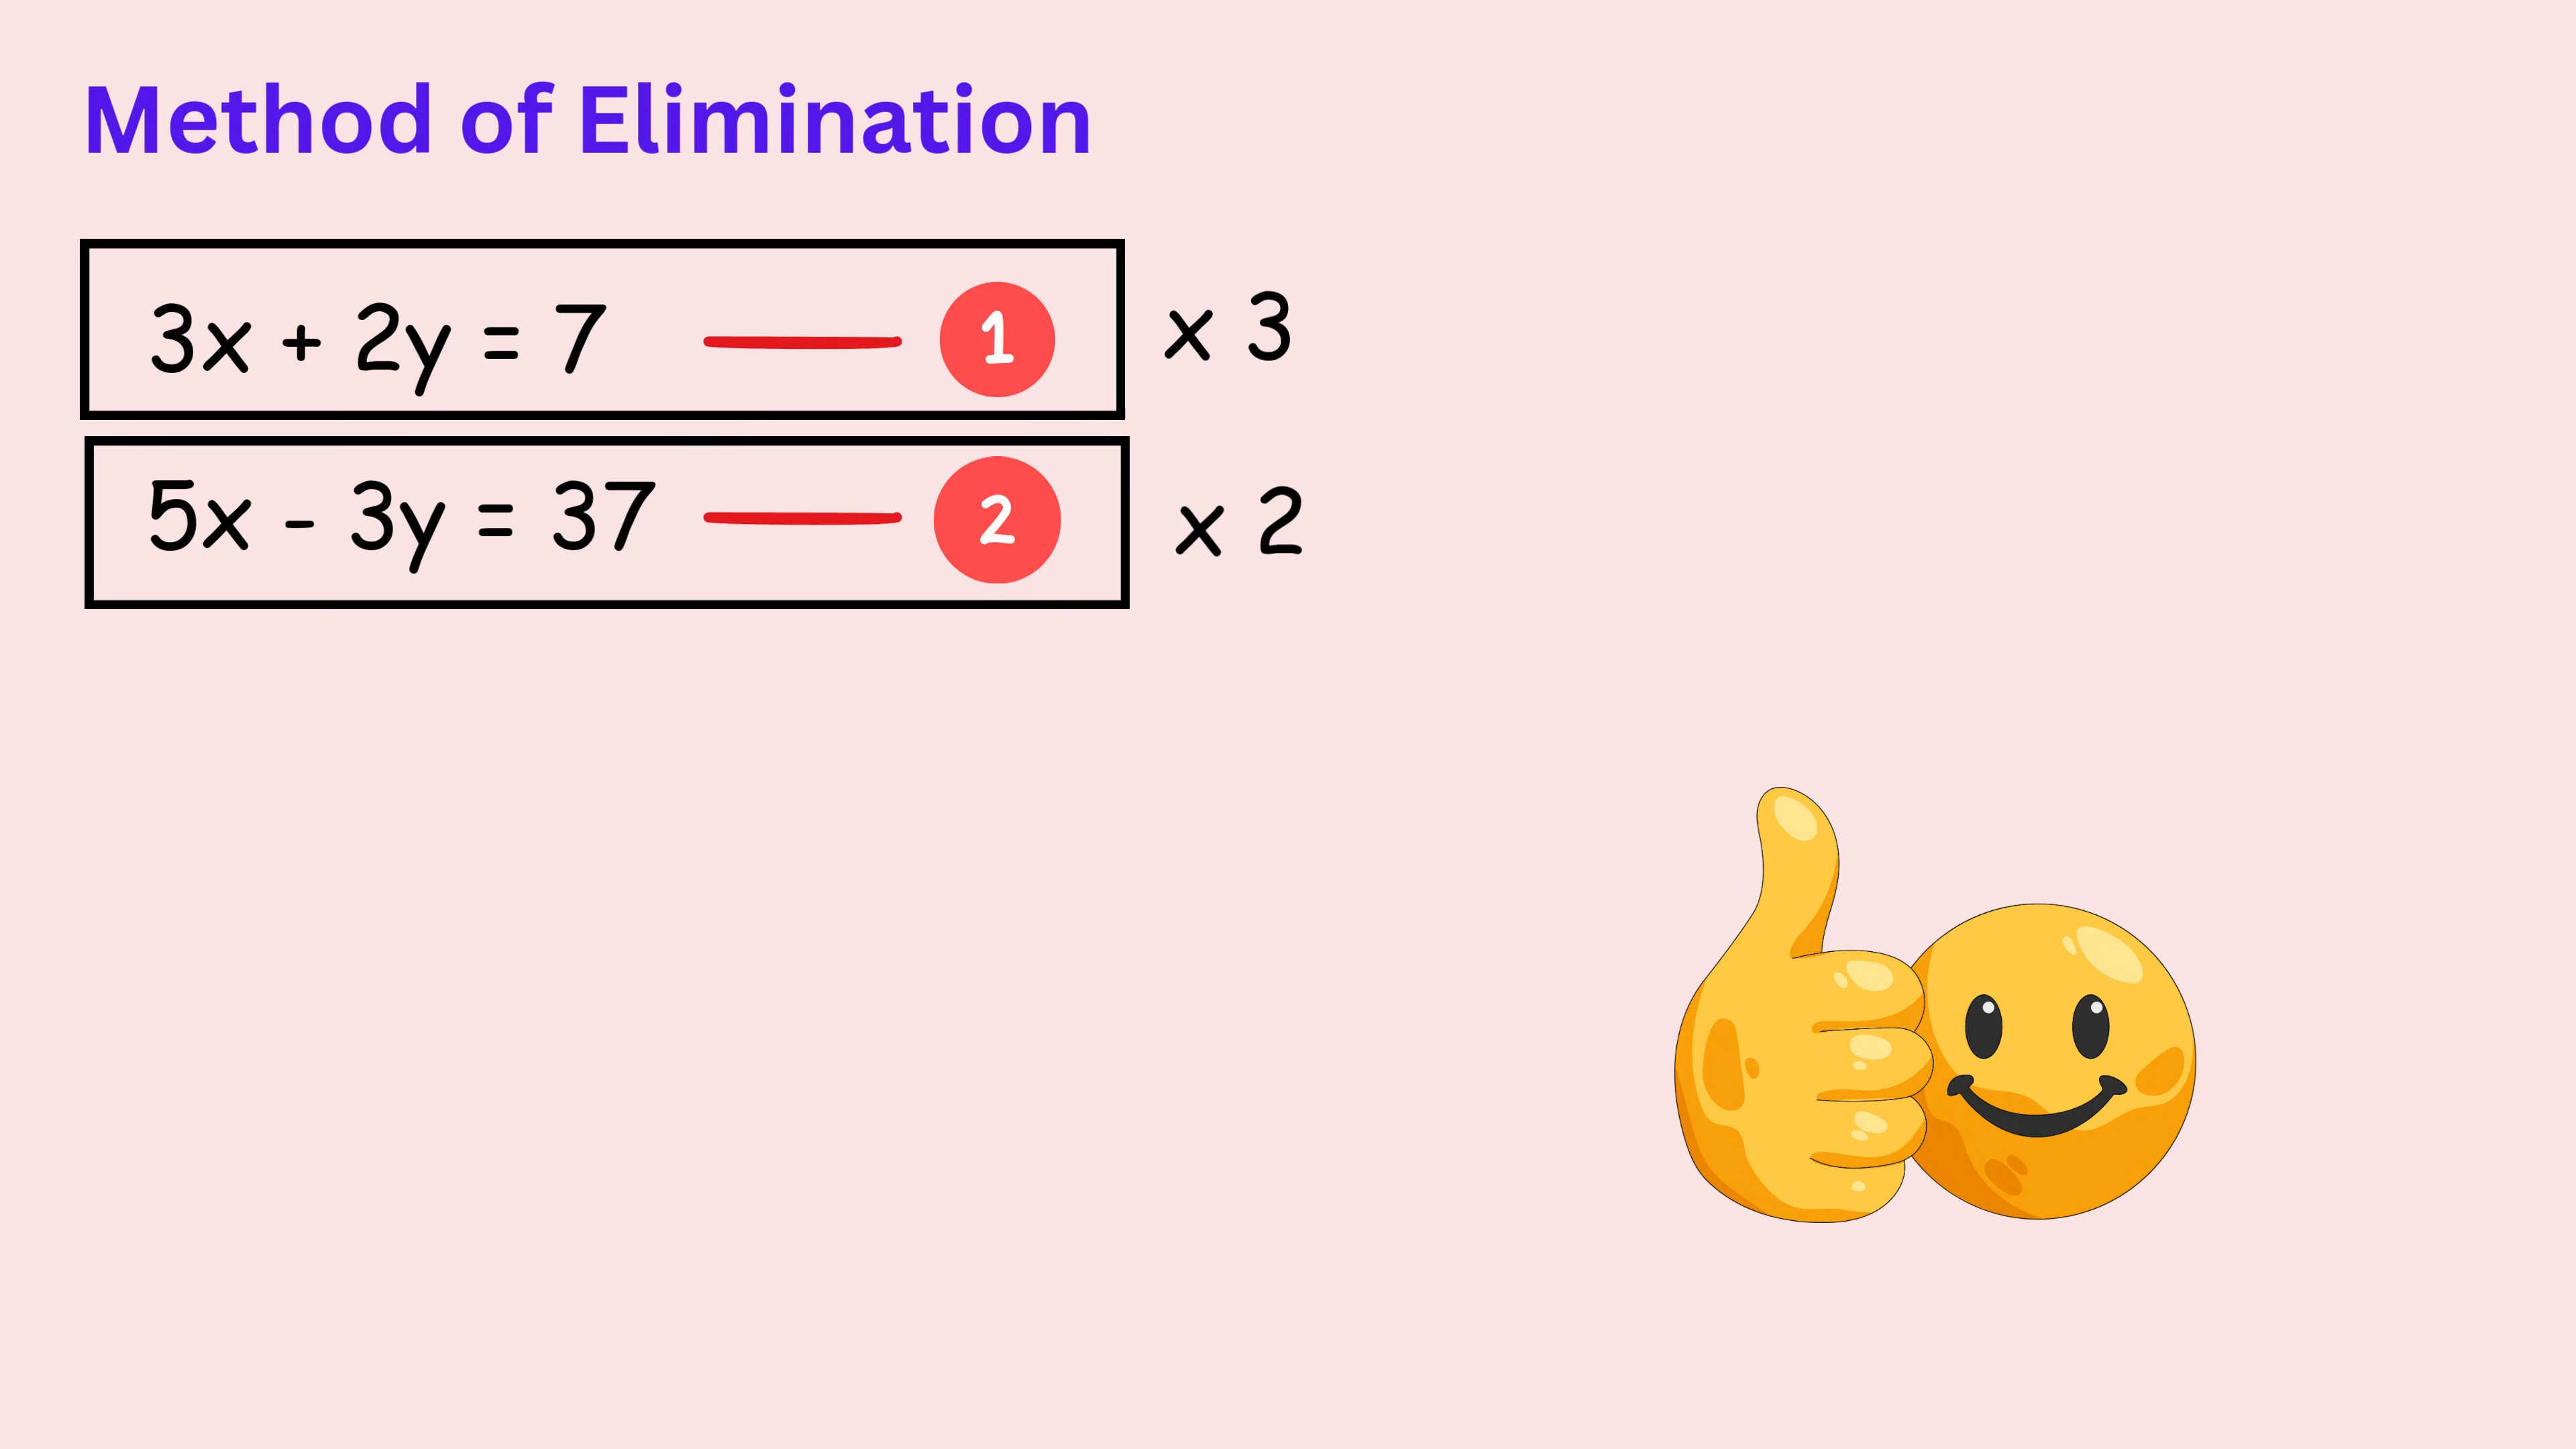 Method of Elimination
3x + 2y = 7 1 x 3
5x - 3y = 37 2 x 2